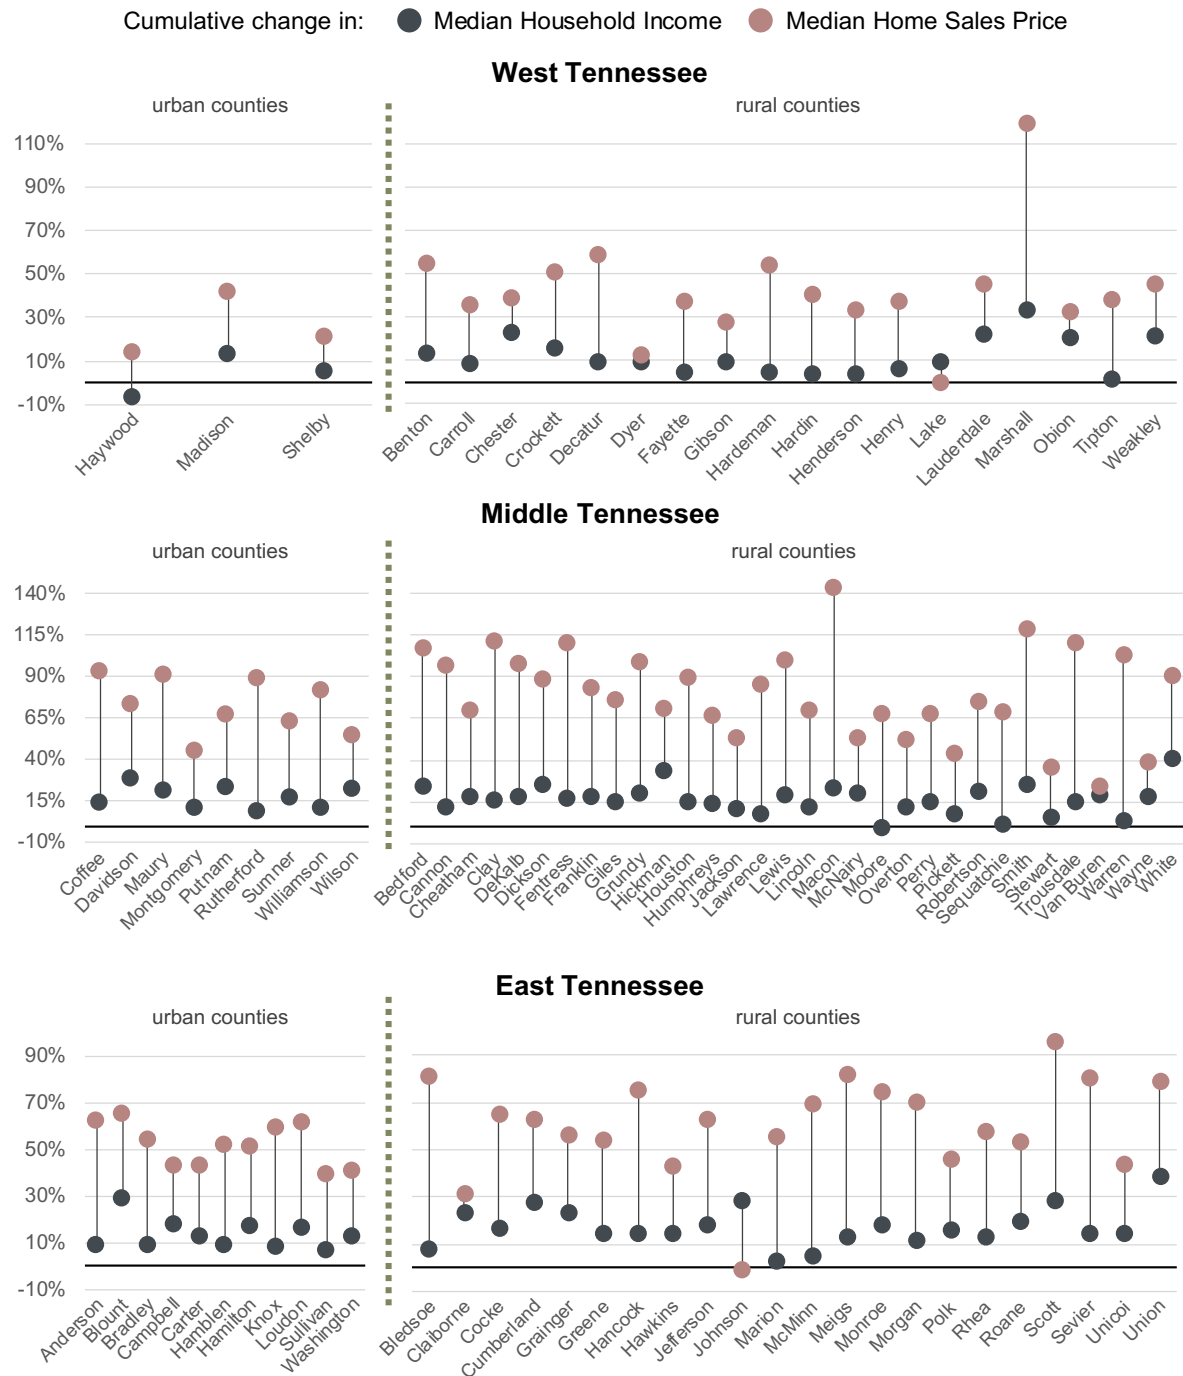 Cumulative change in: Median Household Income Median Home Sales Price
West Tennessee
urban counties
rural counties
110%
90%
70%
50%
30%
10%
-10%
Haywood
Madison
Shelby
Benton
Carroll
Chester
Crockett
Decatur
Dyer
Fayette
Gibson
Hardeman
Hardin
Henderson
Henry
Lake
Lauderdale
Marshall
Obion
Tipton
Weakley
Middle Tennessee
urban counties
rural counties
140%
115%
90%
65%
40%
15%
-10%
Coffee
Davidson
Maury
Montgomery
Putnam
Rutherford
Sumner
Williamson
Wilson
Bedford
Cannon
Cheatham
Clay
DeKalb
Dickson
Fentress
Franklin
Giles
Grundy
Hickman
Houston
Humphreys
Jackson
Lawrence
Lewis
Lincoln
Macon
McNairy
Moore
Overton
Perry
Pickett
Robertson
Sequatchie
Smith
Stewart
Trousdale
Van Buren
Warren
Wayne
White
East Tennessee
urban counties
rural counties
90%
70%
50%
30%
10%
-10%
Anderson
Blount
Bradley
Campbell
Carter
Hamblen
Hamilton
Knox
Loudon
Sullivan
Washington
Bledsoe
Claiborne
Cocke
Cumberland
Grainger
Greene
Hancock
Hawkins
Jefferson
Johnson
Marion
McMinn
Meigs
Monroe
Morgan
Polk
Rhea
Roane
Scott
Sevier
Unicoi
Union